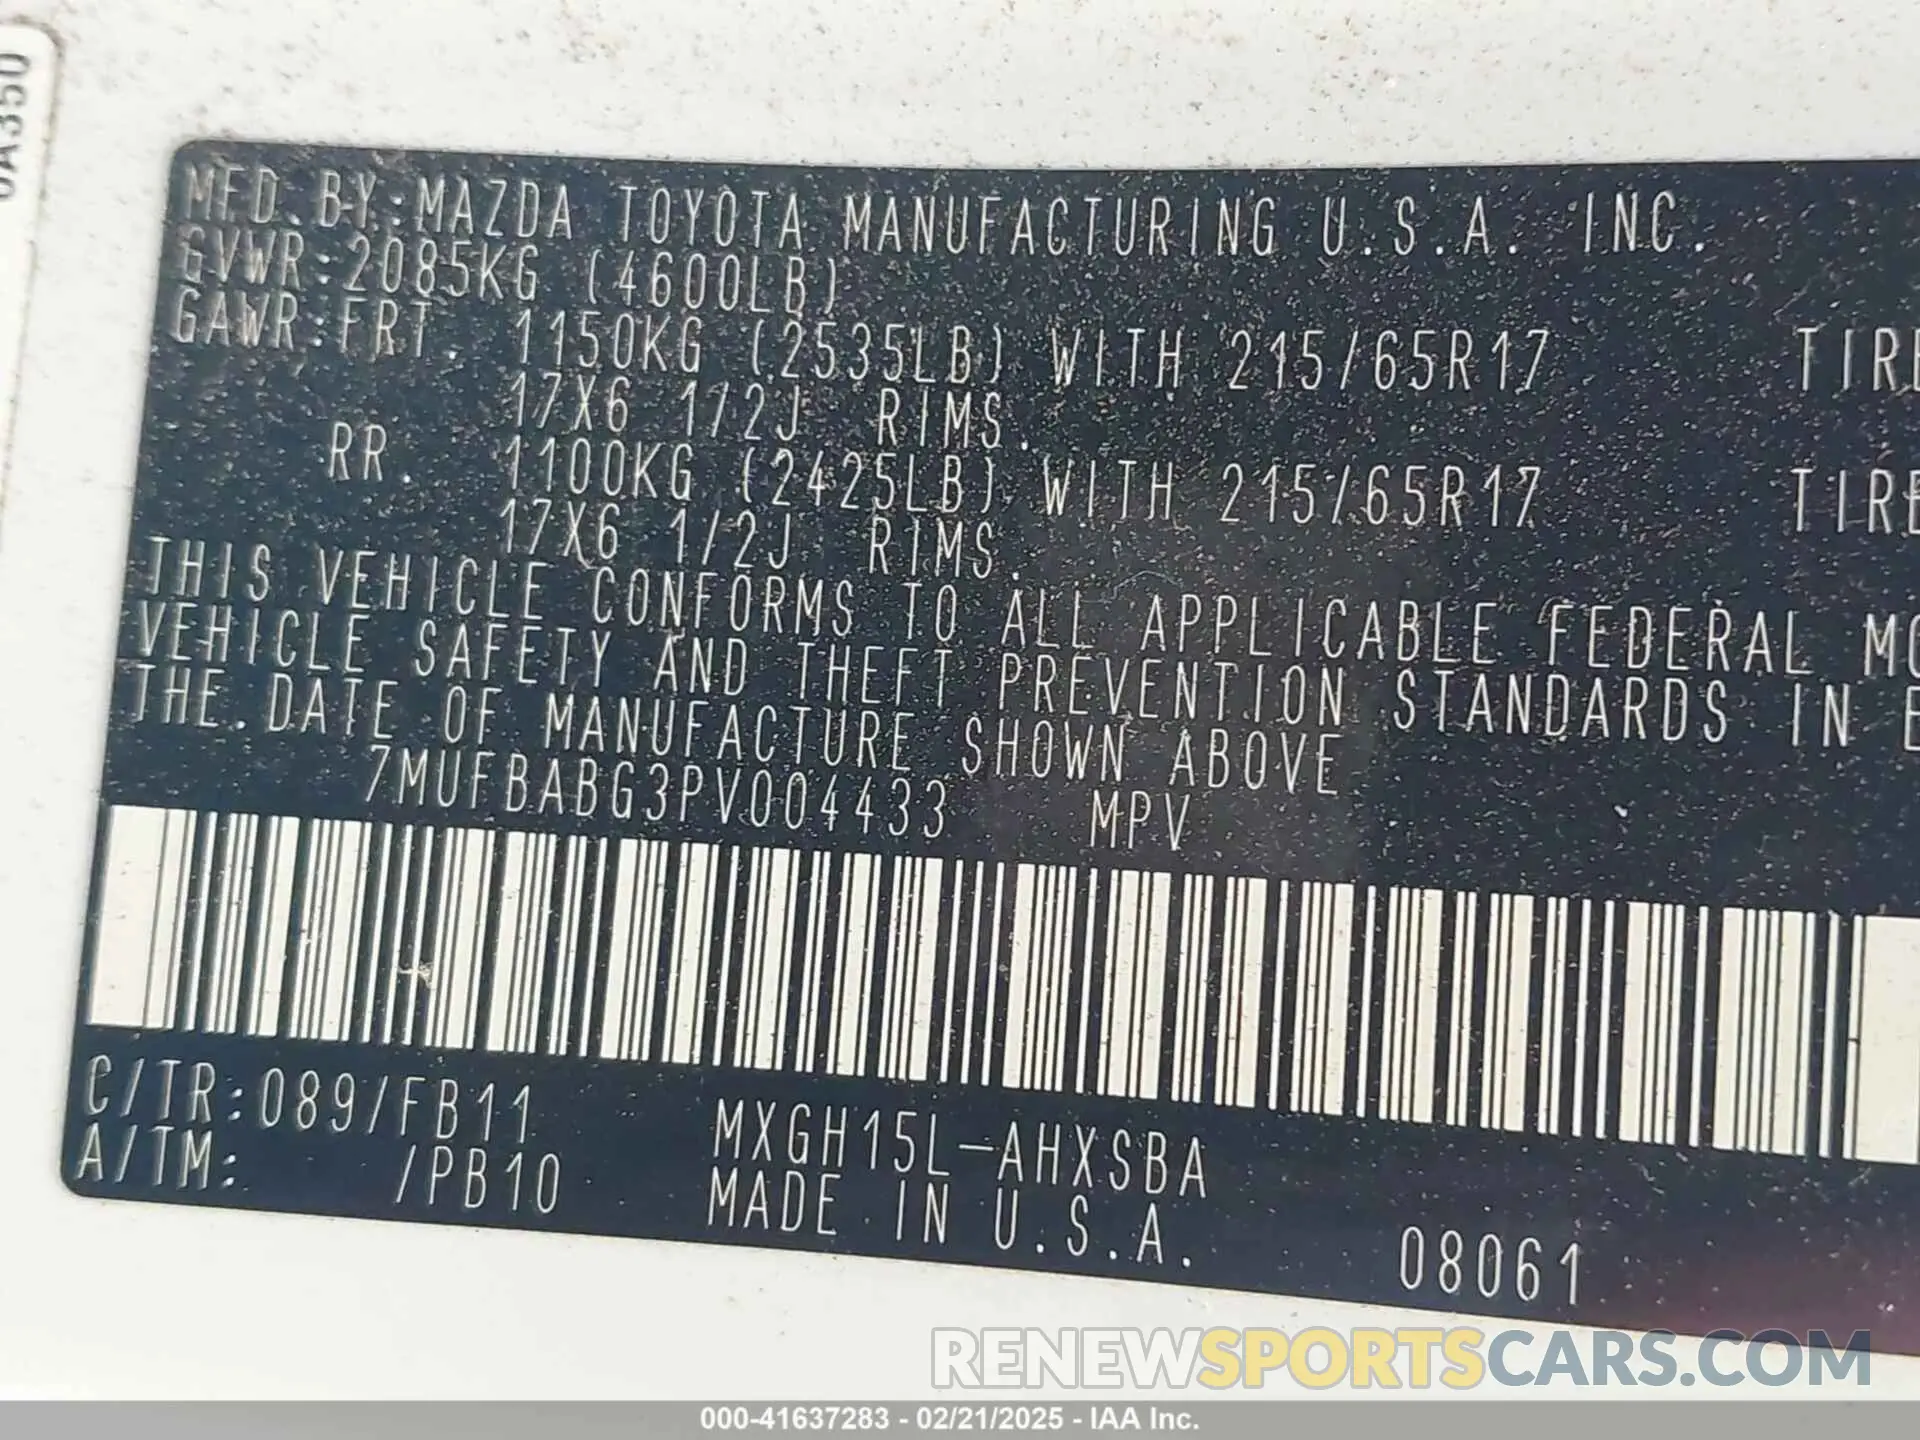 0A350
MFD. BY:MAZDA TOYOTA MANUFACTURING U.S.A. INC.
GVWR:2085KG (4600LB)
GAWR:FRT. 1150KG (2535LB) WITH 215/65R17 TIRE
17X6 1/2J RIMS.
RR 1100KG (2425LB) WITH 215/65R17 TIRE
17X6 1/2J RIMS.
THIS VEHICLE CONFORMS TO ALL APPLICABLE FEDERAL MO
VEHICLE SAFETY AND THEFT PREVENTION STANDARDS IN E
THE DATE OF MANUFACTURE SHOWN ABOVE
7MUFBABG3PV004433 MPV
C/TR:089/FB11 MXGH15L-AHXSBA
A/TM: /PB10 MADE IN U.S.A.
08061
RENEWSPORTSCARS.COM
000-41637283 - 02/21/2025 - IAA Inc.